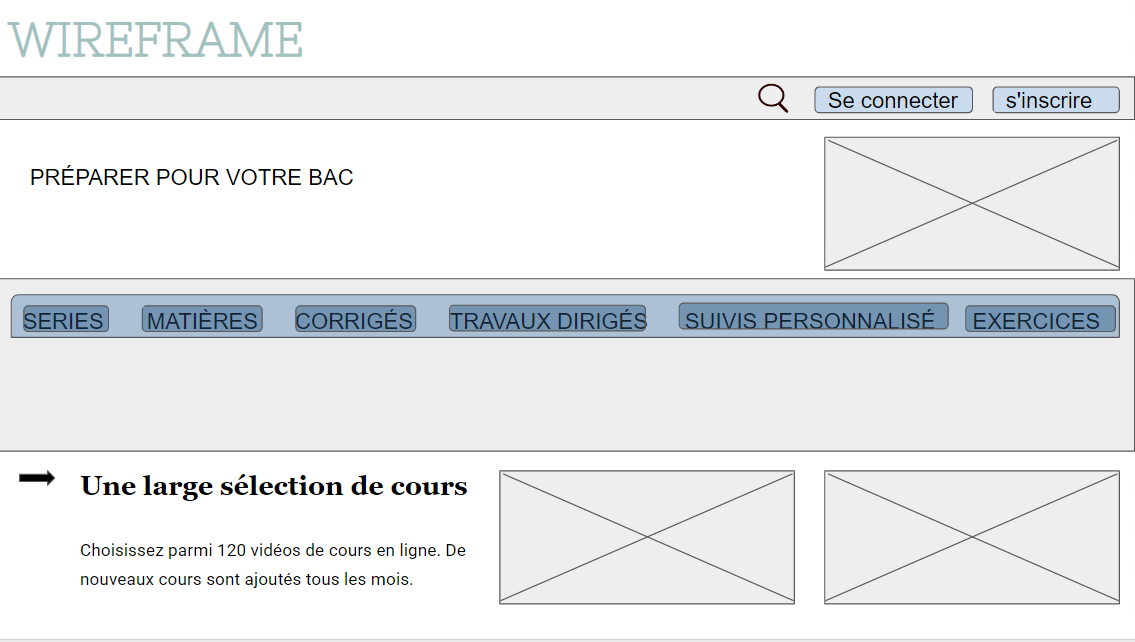 WIREFRAME
Se connecter
s'inscrire
PRÉPARER POUR VOTRE BAC
SERIES
MATIÈRES
CORRIGÉS
TRAVAUX DIRIGÉS
SUIVIS PERSONNALISÉ
EXERCICES
Une large sélection de cours
Choisissez parmi 120 vidéos de cours en ligne. De
nouveaux cours sont ajoutés tous les mois.